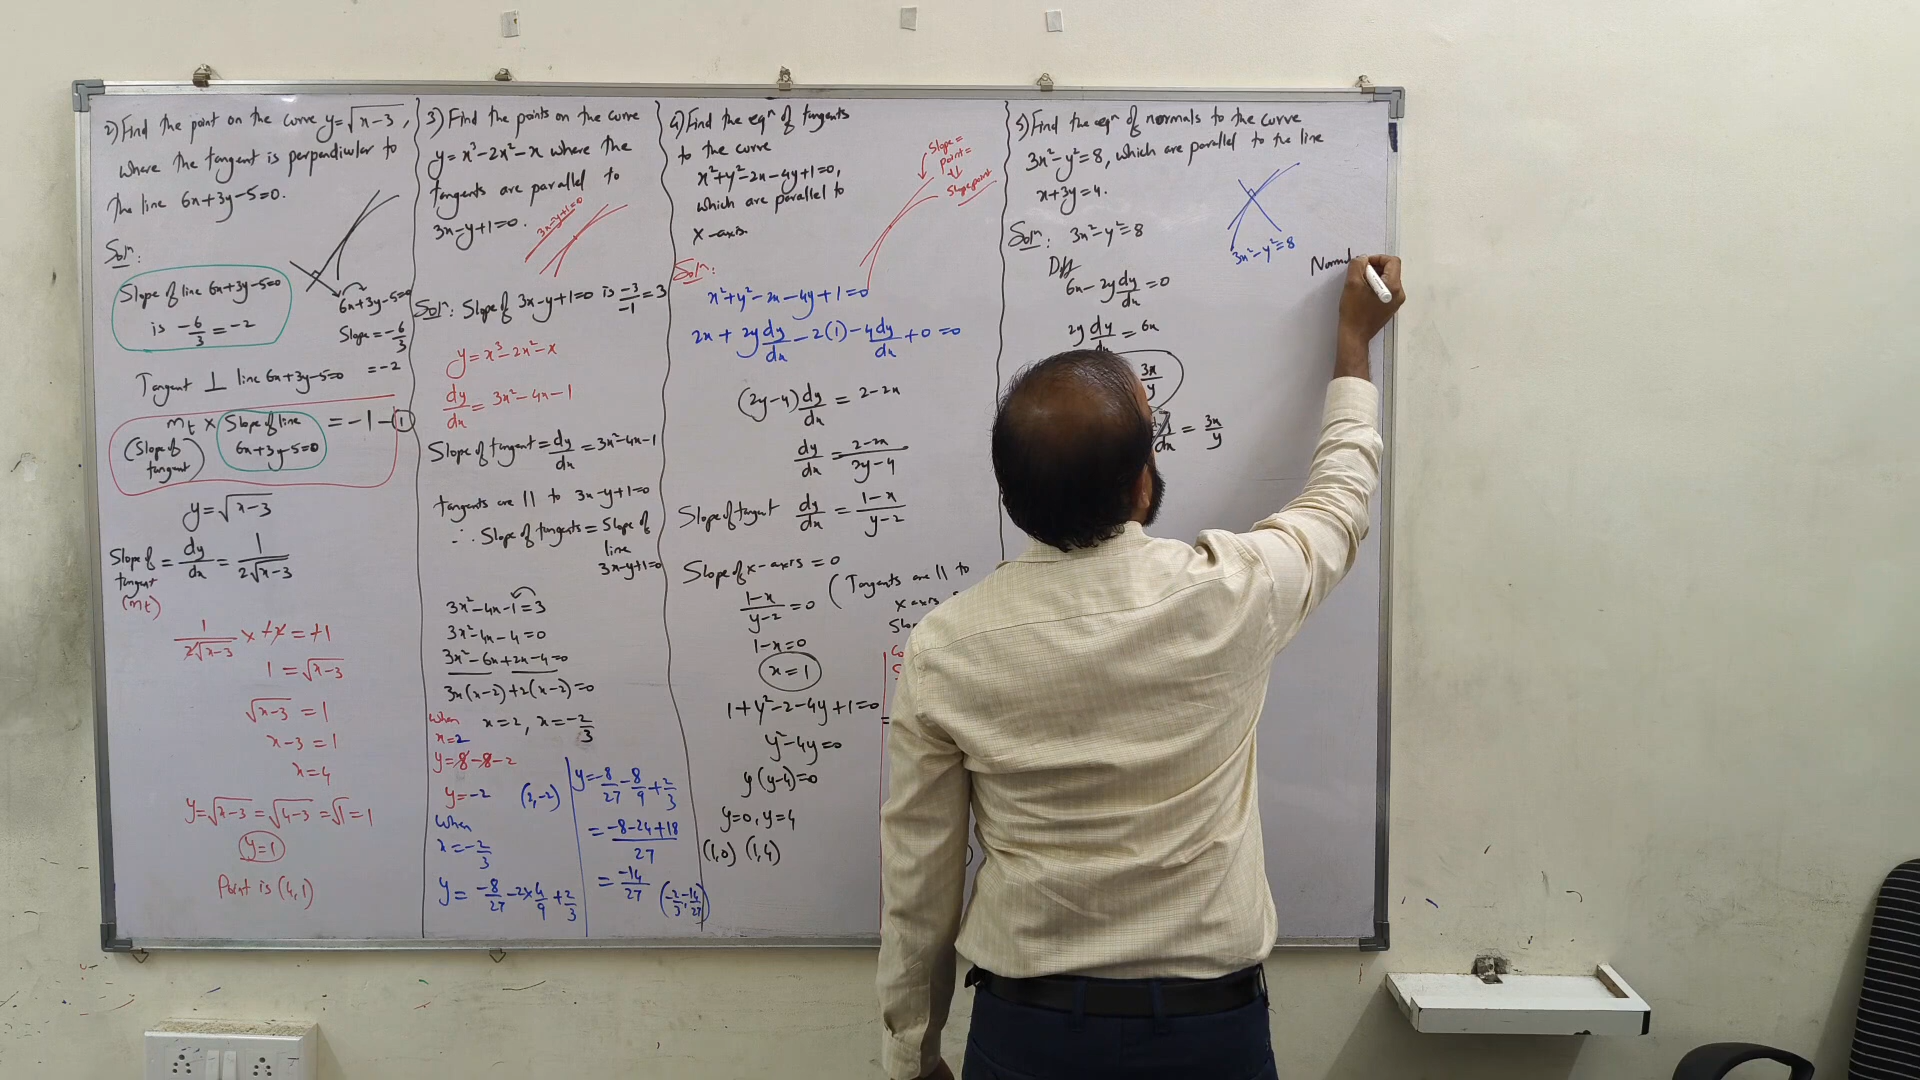 2) Find the point on the curve y=√x-3,
where the tangent is perpendicular to
the line 6x+3y-5=0.
Solⁿ:
Slope of line 6x+3y-5=0
is -6/3 = -2
6x+3y-5=0
Slope = -6/3
= -2
Tangent ⊥ line 6x+3y-5=0
mt × Slope of line 6x+3y-5=0 = -1 - ①
(Slope of tangent)
y=√x-3
Slope of tangent (mt) = dy/dx = 1/2√x-3
1/2√x-3 × +2 = +1
1 = √x-3
√x-3 = 1
x-3 = 1
x=4
y=√x-3 = √4-3 = √1 = 1
y=1
Point is (4,1)
3) Find the points on the curve
y=x³-2x²-x where the
tangents are parallel to
3x-y+1=0.
3x-y+1=0
Solⁿ: Slope of 3x-y+1=0 is -3/-1 = 3
y=x³-2x²-x
dy/dx = 3x²-4x-1
Slope of tangent = dy/dx = 3x²-4x-1
tangents are || to 3x-y+1=0
∴ Slope of tangents = Slope of
line
3x-y+1=0
3x²-4x-1=3
3x²-4x-4=0
3x²-6x+2x-4=0
3x(x-2)+2(x-2)=0
x=2, x=-2/3
when
x=2
y=8-8-2
y=-2 (2,-2)
when
x=-2/3
y = -8/27 -2×4/9 +2/3
y=-8/27 -8/9 +2/3
= -8-24+18/27
= -14/27 (-2/3, -14/27)
4) Find the eqⁿ of tangents
to the curve
x²+y²-2x-4y+1=0,
which are parallel to
X-axis.
Slope=
point=
↓↓
Slope point
Solⁿ:
x²+y²-2x-4y+1=0
2x + 2y dy/dx - 2(1) - 4 dy/dx + 0 = 0
(2y-4) dy/dx = 2-2x
dy/dx = 2-2x/2y-4
Slope of tangent dy/dx = 1-x/y-2
Slope of x-axis = 0
1-x/y-2 = 0 (Tangents are || to
x axis
1-x=0
x=1
1+y²-2-4y+1=0
y²-4y=0
y(y-4)=0
y=0, y=4
(1,0) (1,4)
5) Find the eqⁿ of normals to the curve
3x²-y²=8, which are parallel to the line
x+3y=4.
Solⁿ: 3x²-y²=8
3x²-y²=8
Diff
6x-2y dy/dx = 0
2y dy/dx = 6x
3x/y
dx = 3x/y